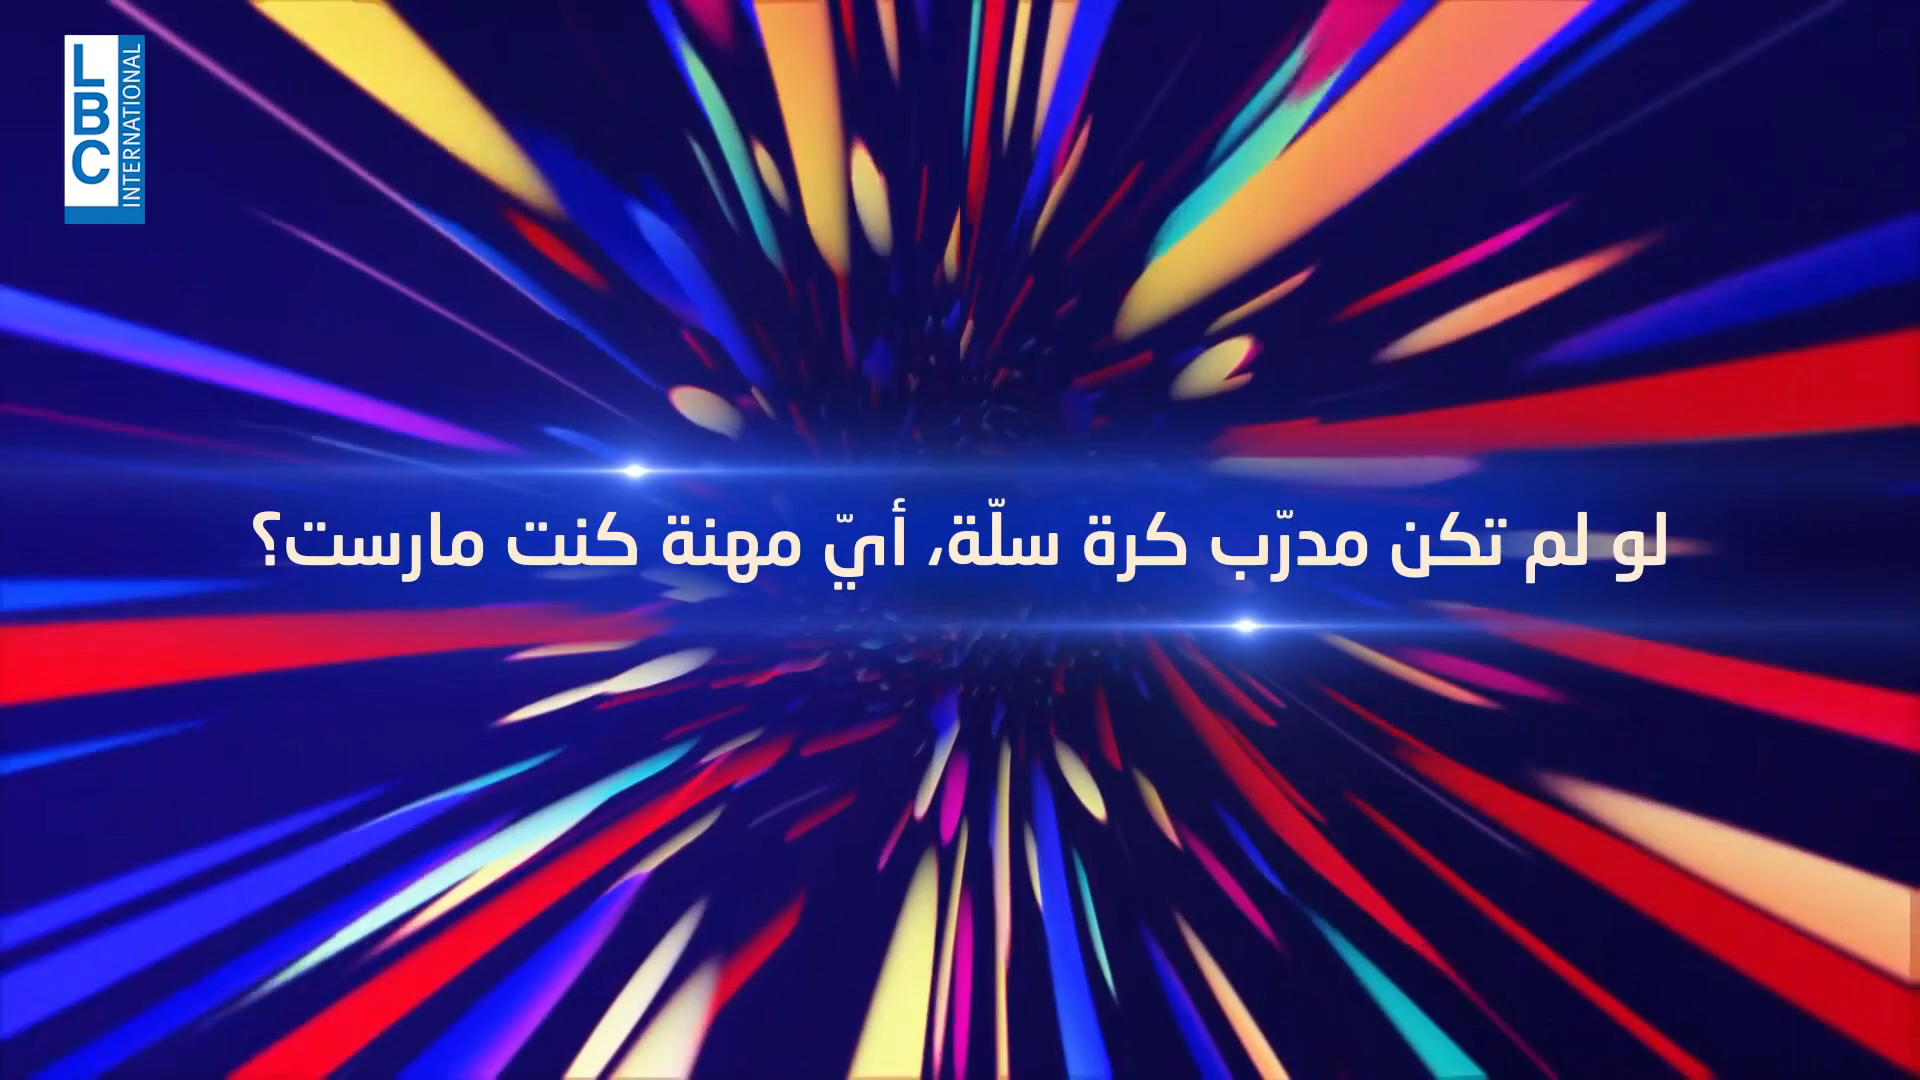 LBC
INTERNATIONAL
لو لم تكن مدرّب كرة سلّة، أيّ مهنة كنت مارست؟